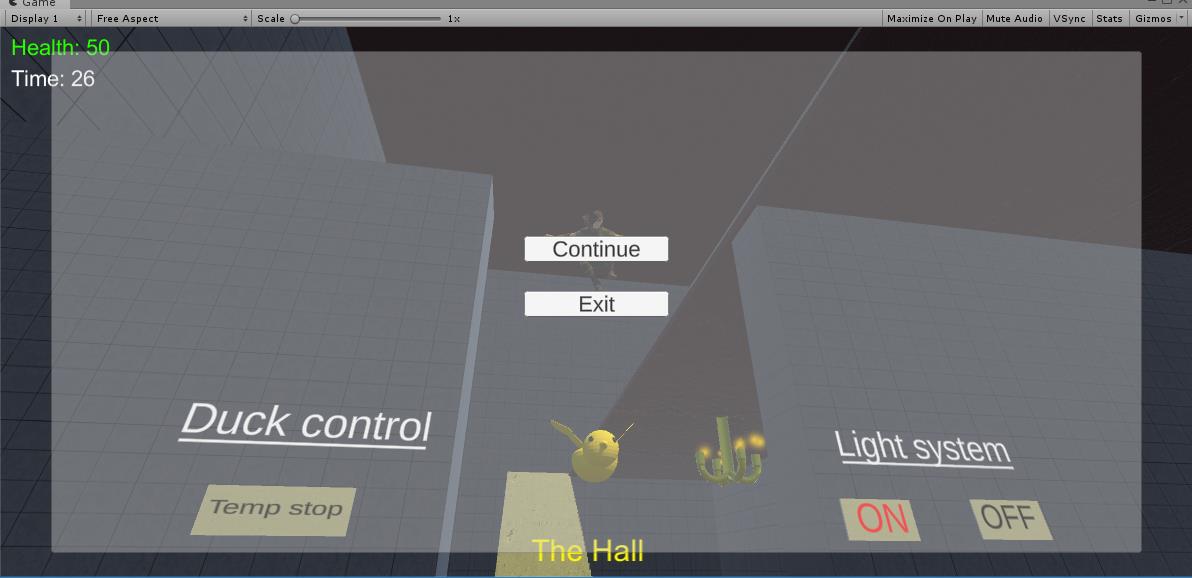 Game
Display 1 Free Aspect Scale 1x Maximize On Play Mute Audio VSync Stats Gizmos
Health: 50
Time: 26
Continue
Exit
Duck control
Temp stop
Light system
ON OFF
The Hall